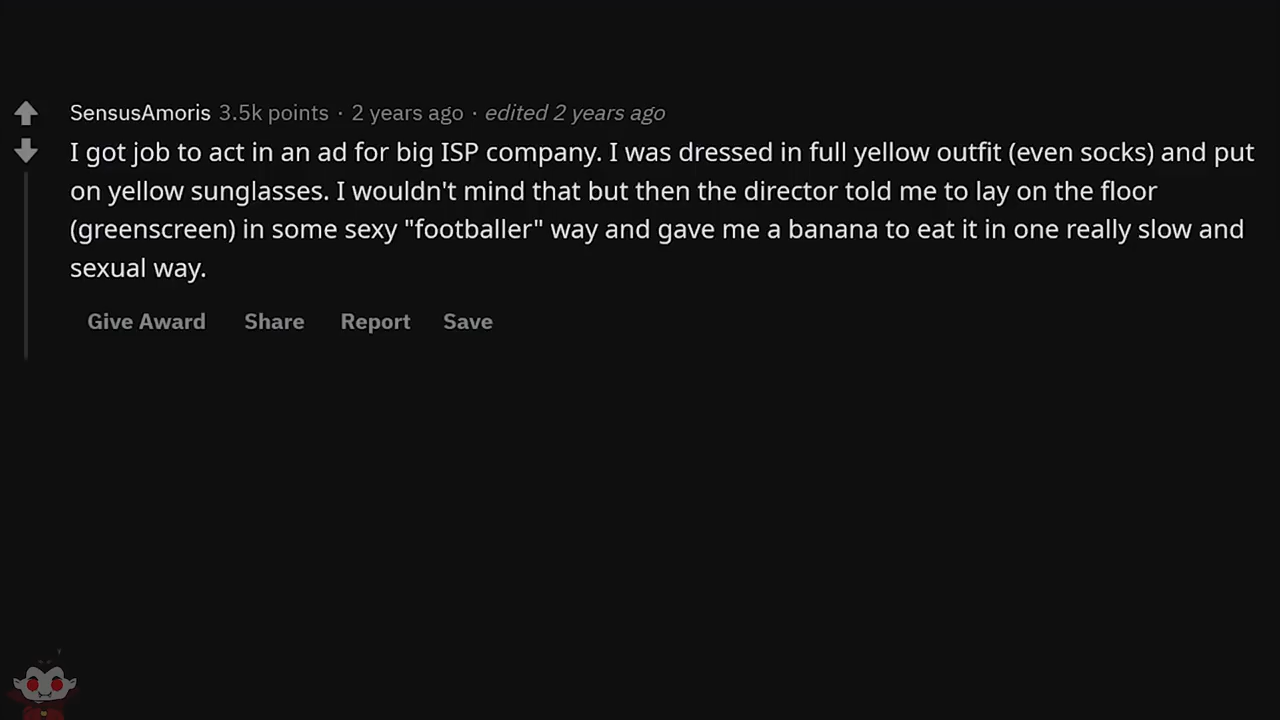 SensusAmoris 3.5k points · 2 years ago · edited 2 years ago
I got job to act in an ad for big ISP company. I was dressed in full yellow outfit (even socks) and put
on yellow sunglasses. I wouldn't mind that but then the director told me to lay on the floor
(greenscreen) in some sexy "footballer" way and gave me a banana to eat it in one really slow and
sexual way.
Give Award Share Report Save